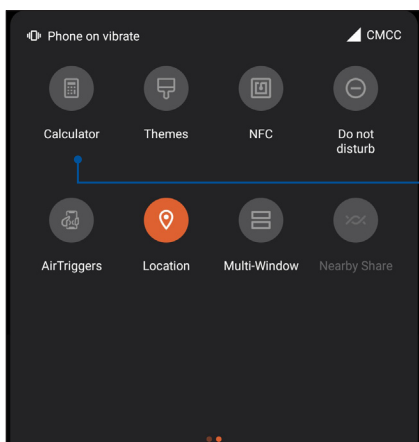 Phone on vibrate
CMCC
Calculator
Themes
NFC
Do not
disturb
AirTriggers
Location
Multi-Window
Nearby Share